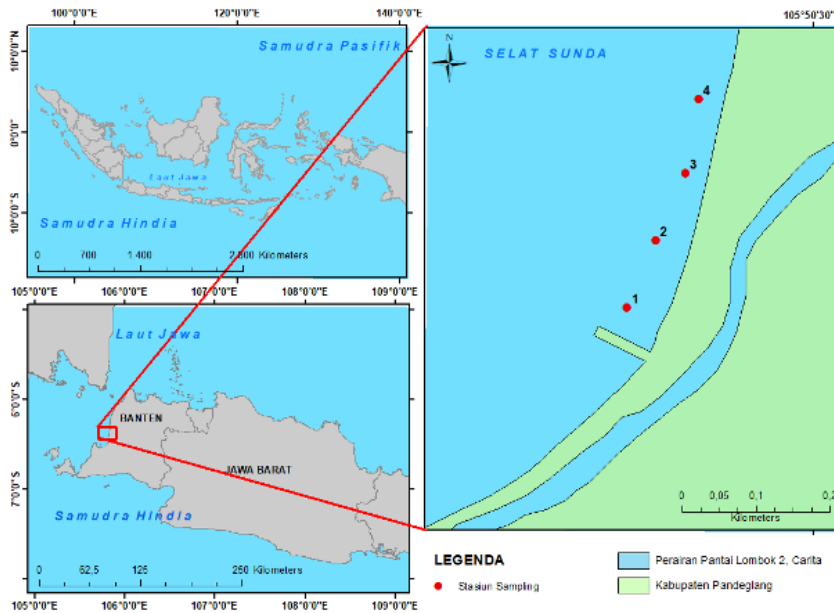 100°0'0"E 120°0'0"E 140°0'0"E
10°0'0"N
0°0'0"
10°0'0"S
Samudra Pasifik
Laut Jawa
Samudra Hindia
0 700 1.400 2.800 Kilometers
105°0'0"E 106°0'0"E 107°0'0"E 108°0'0"E 109°0'0"E
6°0'0"S
7°0'0"S
Laut Jawa
BANTEN
JAWA BARAT
Samudra Hindia
0 62,5 125 250 Kilometers
105°0'0"E 106°0'0"E 107°0'0"E 108°0'0"E 109°0'0"E
105°50'30"
N
SELAT SUNDA
4
3
2
1
0 0,05 0,1 0,2
Kilometers
LEGENDA
Stasiun Sampling
Perairan Pantai Lombok 2, Carita
Kabupaten Pandeglang